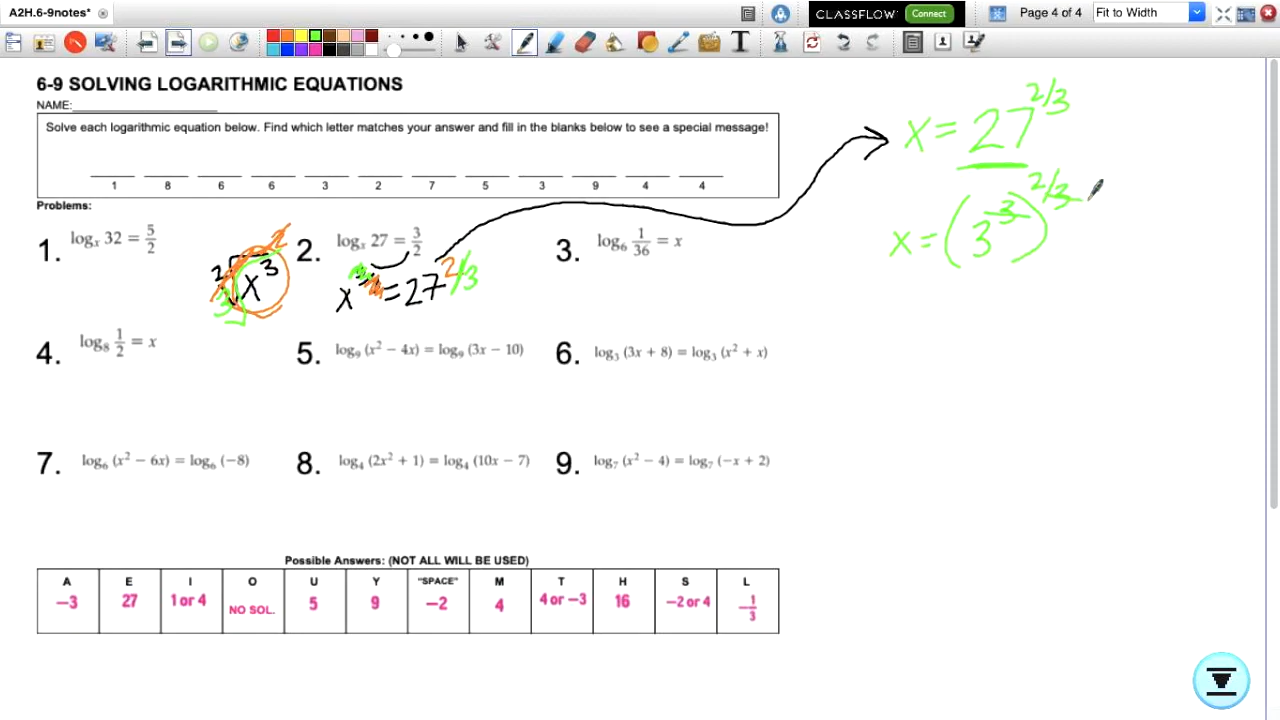 A2H.6-9notes*
CLASSFLOW Connect
Page 4 of 4
Fit to Width
6-9 SOLVING LOGARITHMIC EQUATIONS
NAME:
Solve each logarithmic equation below. Find which letter matches your answer and fill in the blanks below to see a special message!
1 8 6 6 3 2 7 5 3 9 4 4
Problems:
1. logₓ 32 = 5/2
2. logₓ 27 = 3/2
3. log₆ 1/36 = x
²√x³
x^3/2 = 27^2/3
x = 27^2/3
x = (3³)^2/3
4. log₈ 1/2 = x
5. log₉ (x² − 4x) = log₉ (3x − 10)
6. log₃ (3x + 8) = log₃ (x² + x)
7. log₆ (x² − 6x) = log₆ (−8)
8. log₄ (2x² + 1) = log₄ (10x − 7)
9. log₇ (x² − 4) = log₇ (−x + 2)
Possible Answers: (NOT ALL WILL BE USED)
A E I O U Y "SPACE" M T H S L
−3 27 1 or 4 NO SOL. 5 9 −2 4 4 or −3 16 −2 or 4 −1/3